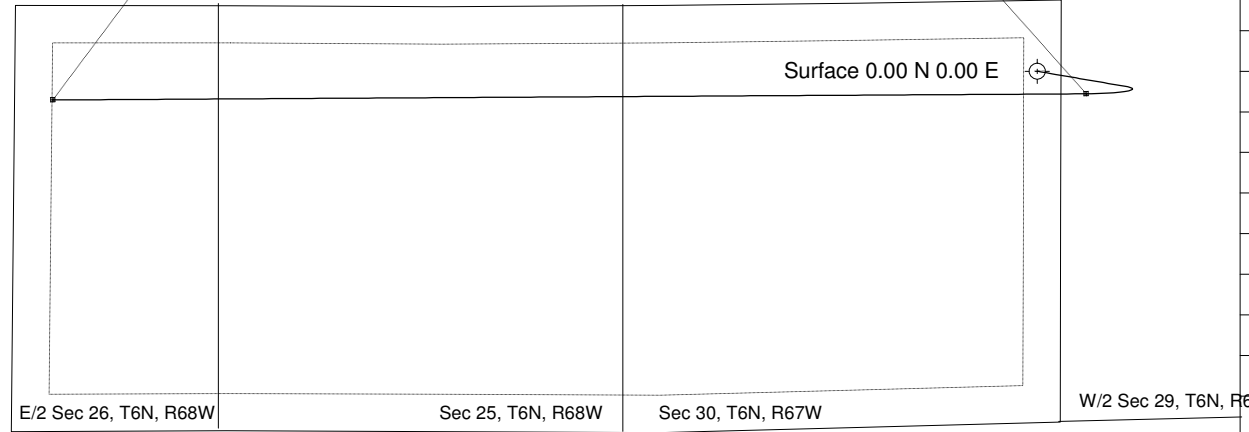 Surface 0.00 N 0.00 E
E/2 Sec 26, T6N, R68W
Sec 25, T6N, R68W
Sec 30, T6N, R67W
W/2 Sec 29, T6N,